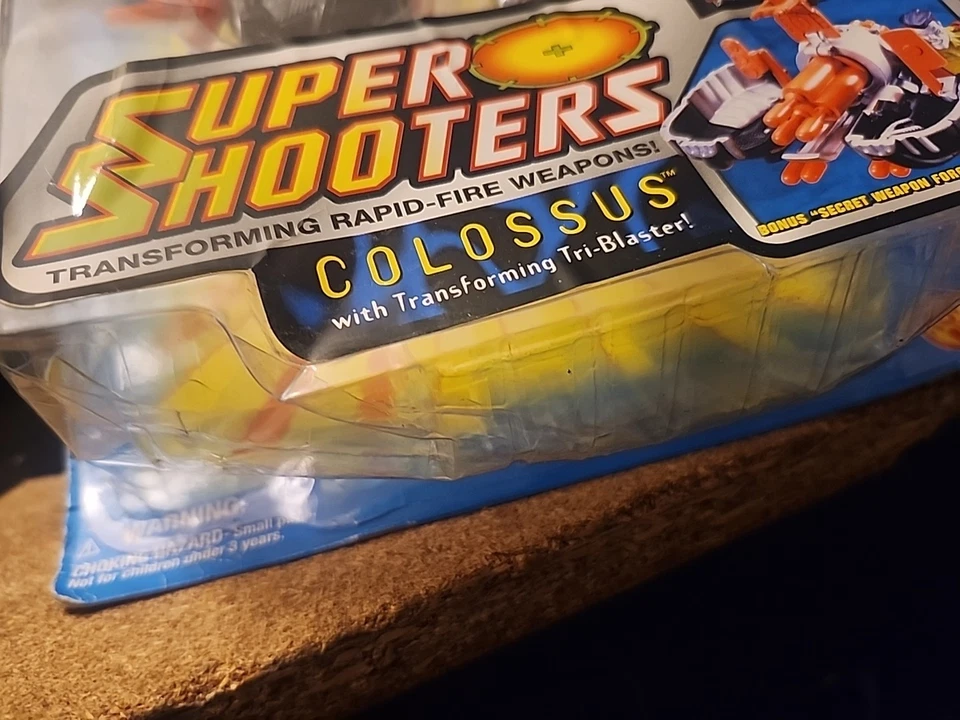 SUPER
SHOOTERS
TRANSFORMING RAPID-FIRE WEAPONS!
COLOSSUS™
with Transforming Tri-Blaster!
BONUS "SECRET WEAPON FORC
WARNING:
CHOKING HAZARD- Small p
Not for children under 3 years.